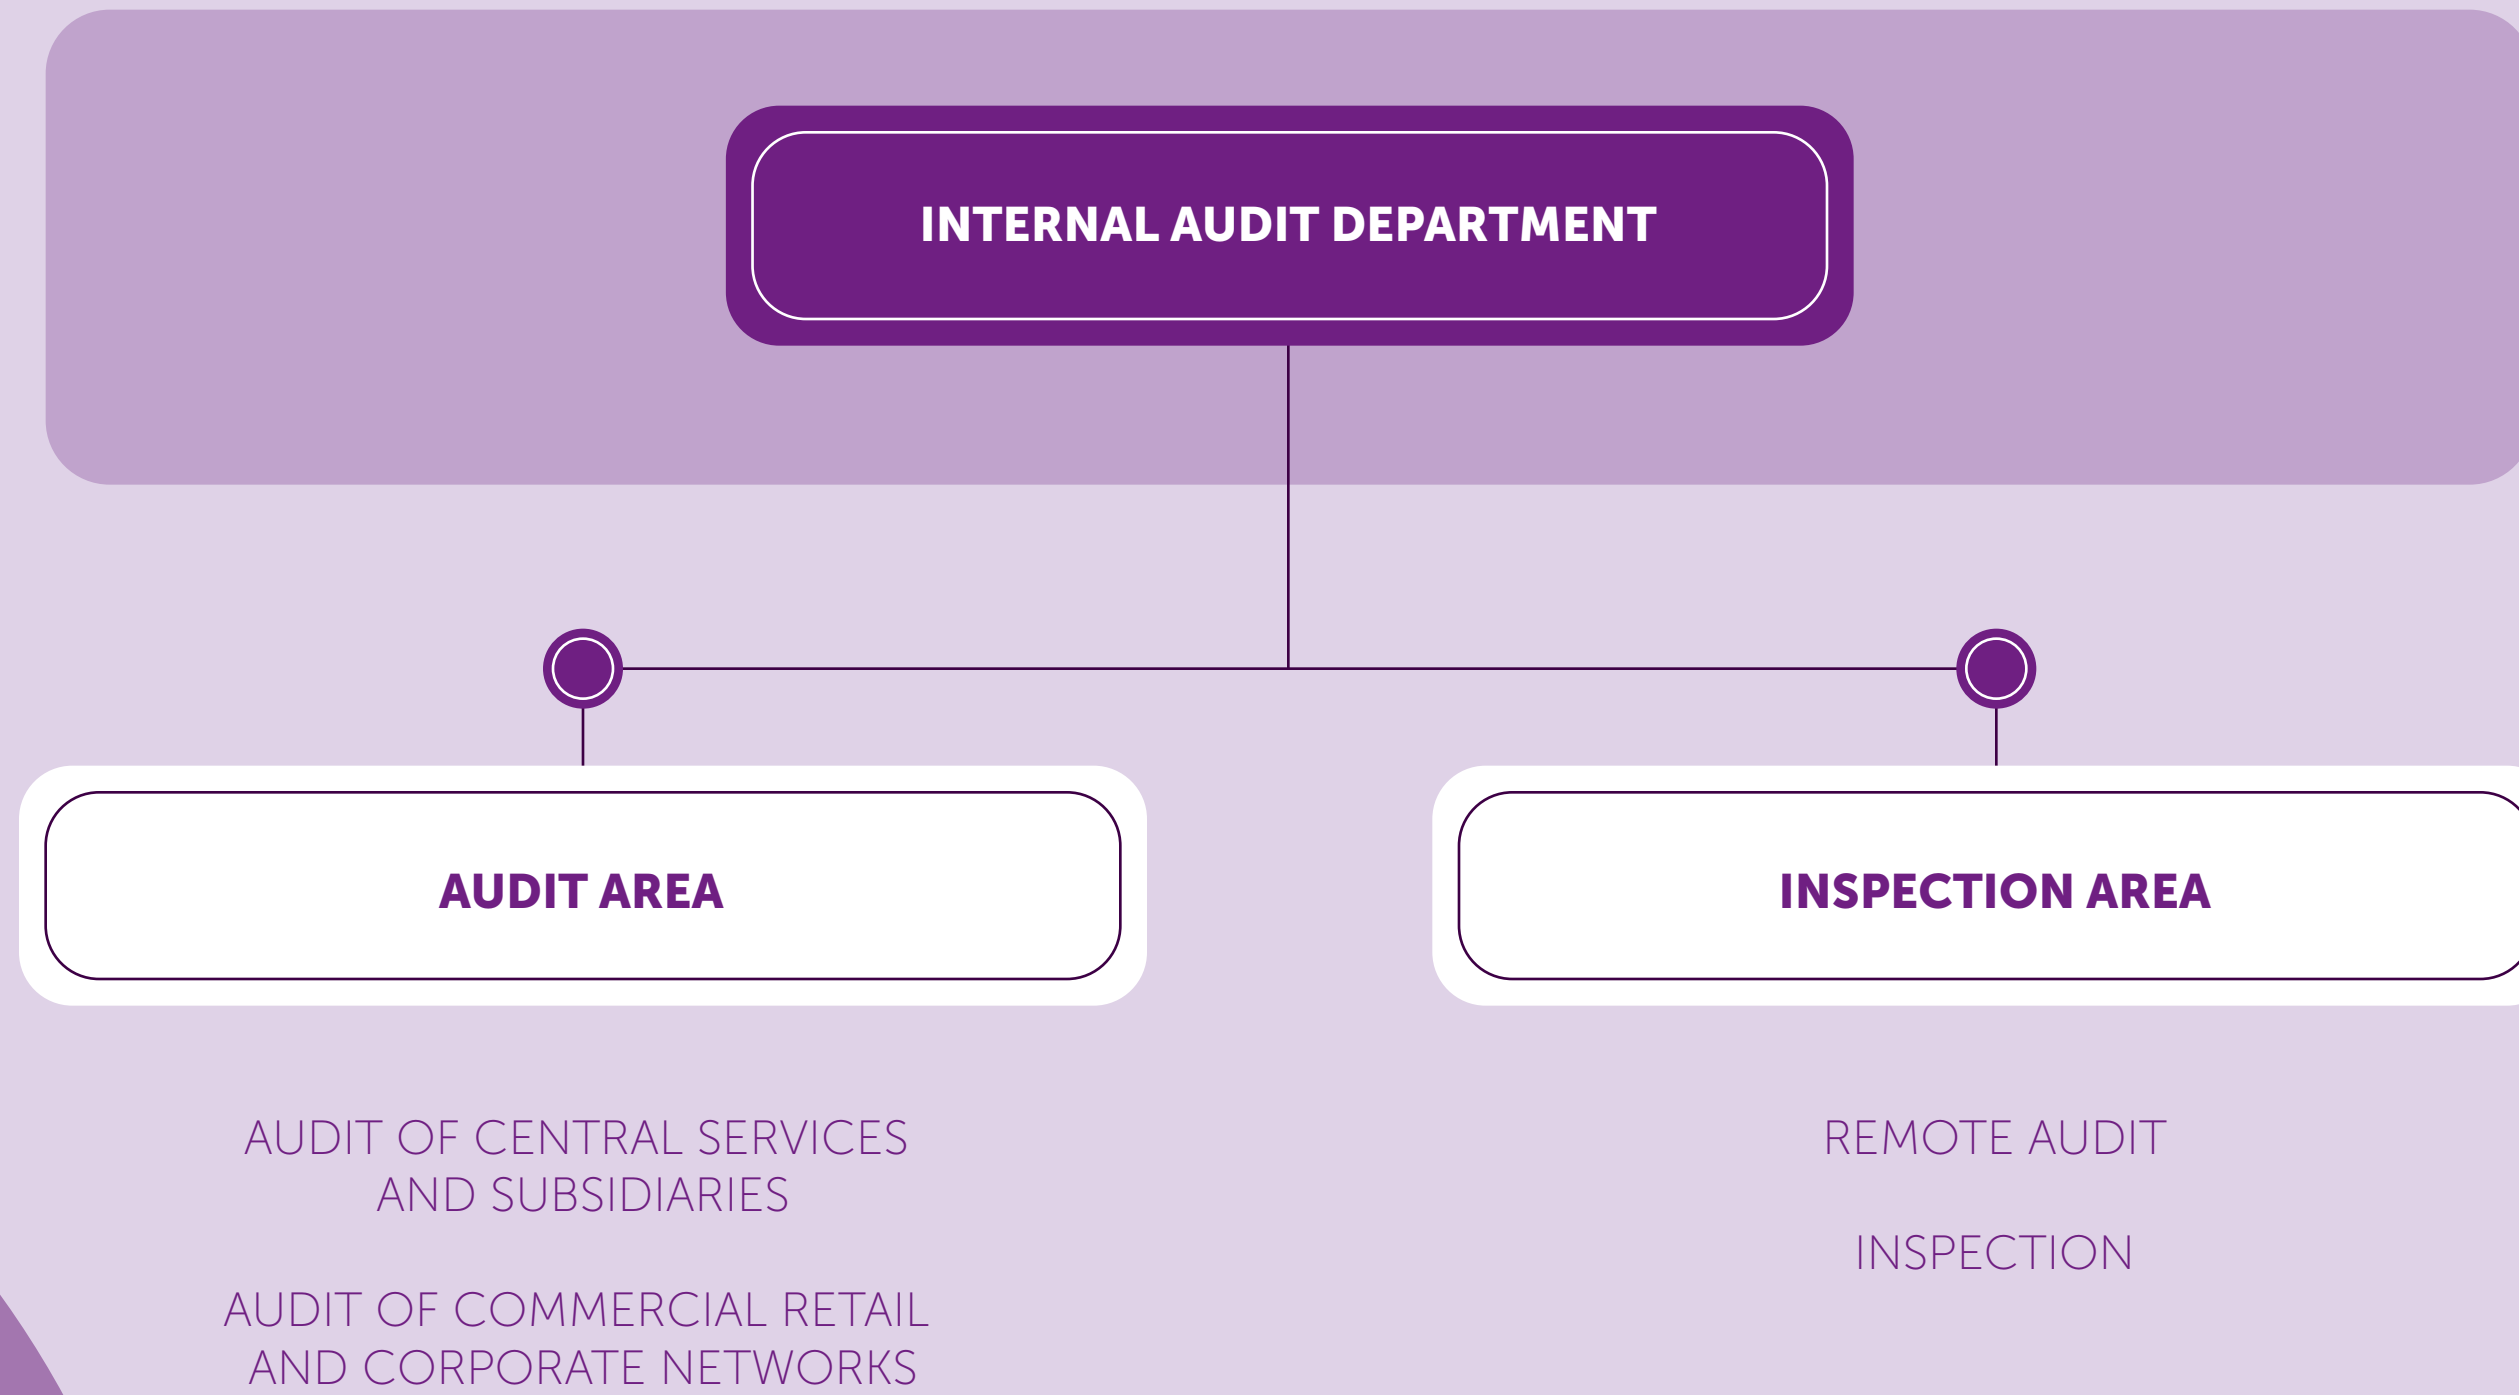 INTERNAL AUDIT DEPARTMENT
AUDIT AREA
AUDIT OF CENTRAL SERVICES
AND SUBSIDIARIES
AUDIT OF COMMERCIAL RETAIL
AND CORPORATE NETWORKS
INSPECTION AREA
REMOTE AUDIT
INSPECTION